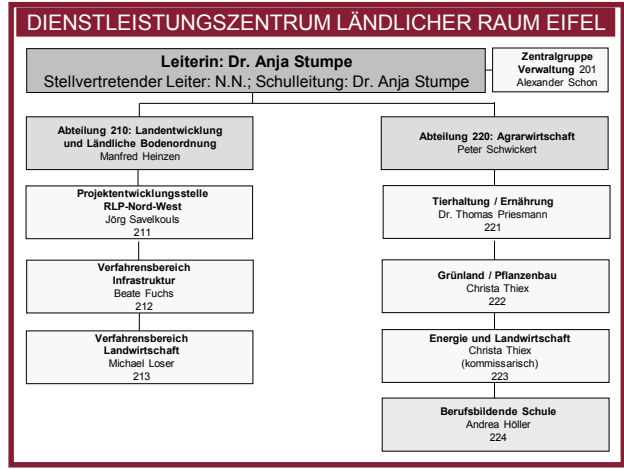 DIENSTLEISTUNGSZENTRUM LÄNDLICHER RAUM EIFEL
Leiterin: Dr. Anja Stumpe
Stellvertretender Leiter: N.N.; Schulleitung: Dr. Anja Stumpe
Zentralgruppe
Verwaltung 201
Alexander Schon
Abteilung 210: Landentwicklung
und Ländliche Bodenordnung
Manfred Heinzen
Projektentwicklungsstelle
RLP-Nord-West
Jörg Savelkouls
211
Verfahrensbereich
Infrastruktur
Beate Fuchs
212
Verfahrensbereich
Landwirtschaft
Michael Loser
213
Abteilung 220: Agrarwirtschaft
Peter Schwickert
Tierhaltung / Ernährung
Dr. Thomas Priesmann
221
Grünland / Pflanzenbau
Christa Thiex
222
Energie und Landwirtschaft
Christa Thiex
(kommissarisch)
223
Berufsbildende Schule
Andrea Höller
224